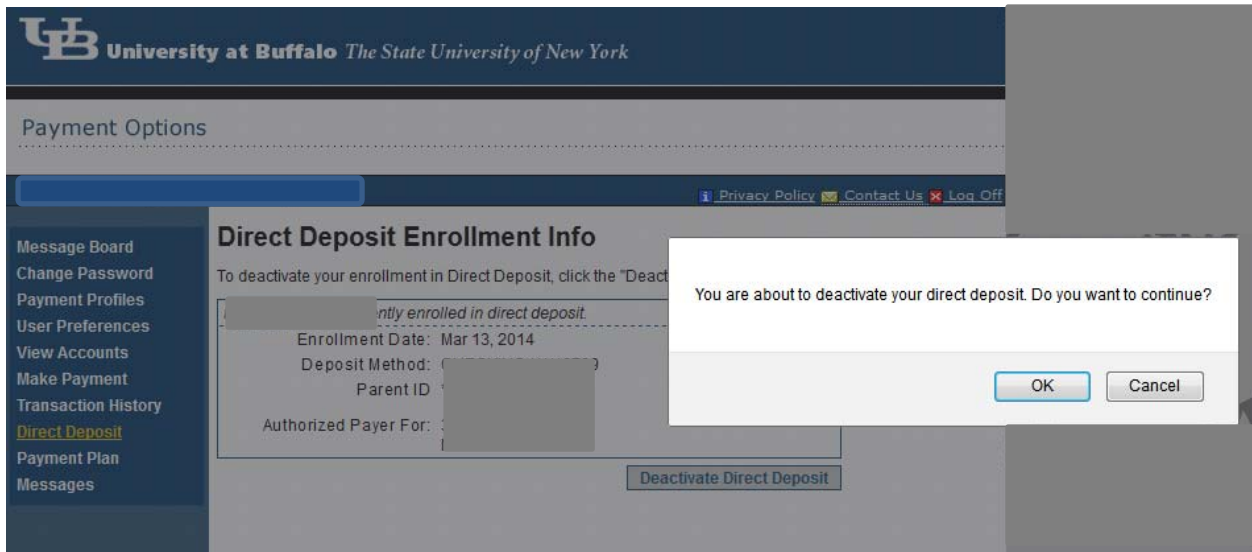 UB University at Buffalo The State University of New York
Payment Options
Privacy Policy Contact Us Log Off
Message Board
Change Password
Payment Profiles
User Preferences
View Accounts
Make Payment
Transaction History
Direct Deposit
Payment Plan
Messages
Direct Deposit Enrollment Info
To deactivate your enrollment in Direct Deposit, click the "Deact
ntly enrolled in direct deposit.
Enrollment Date: Mar 13, 2014
Deposit Method:
Parent ID
Authorized Payer For:
Deactivate Direct Deposit
You are about to deactivate your direct deposit. Do you want to continue?
OK Cancel